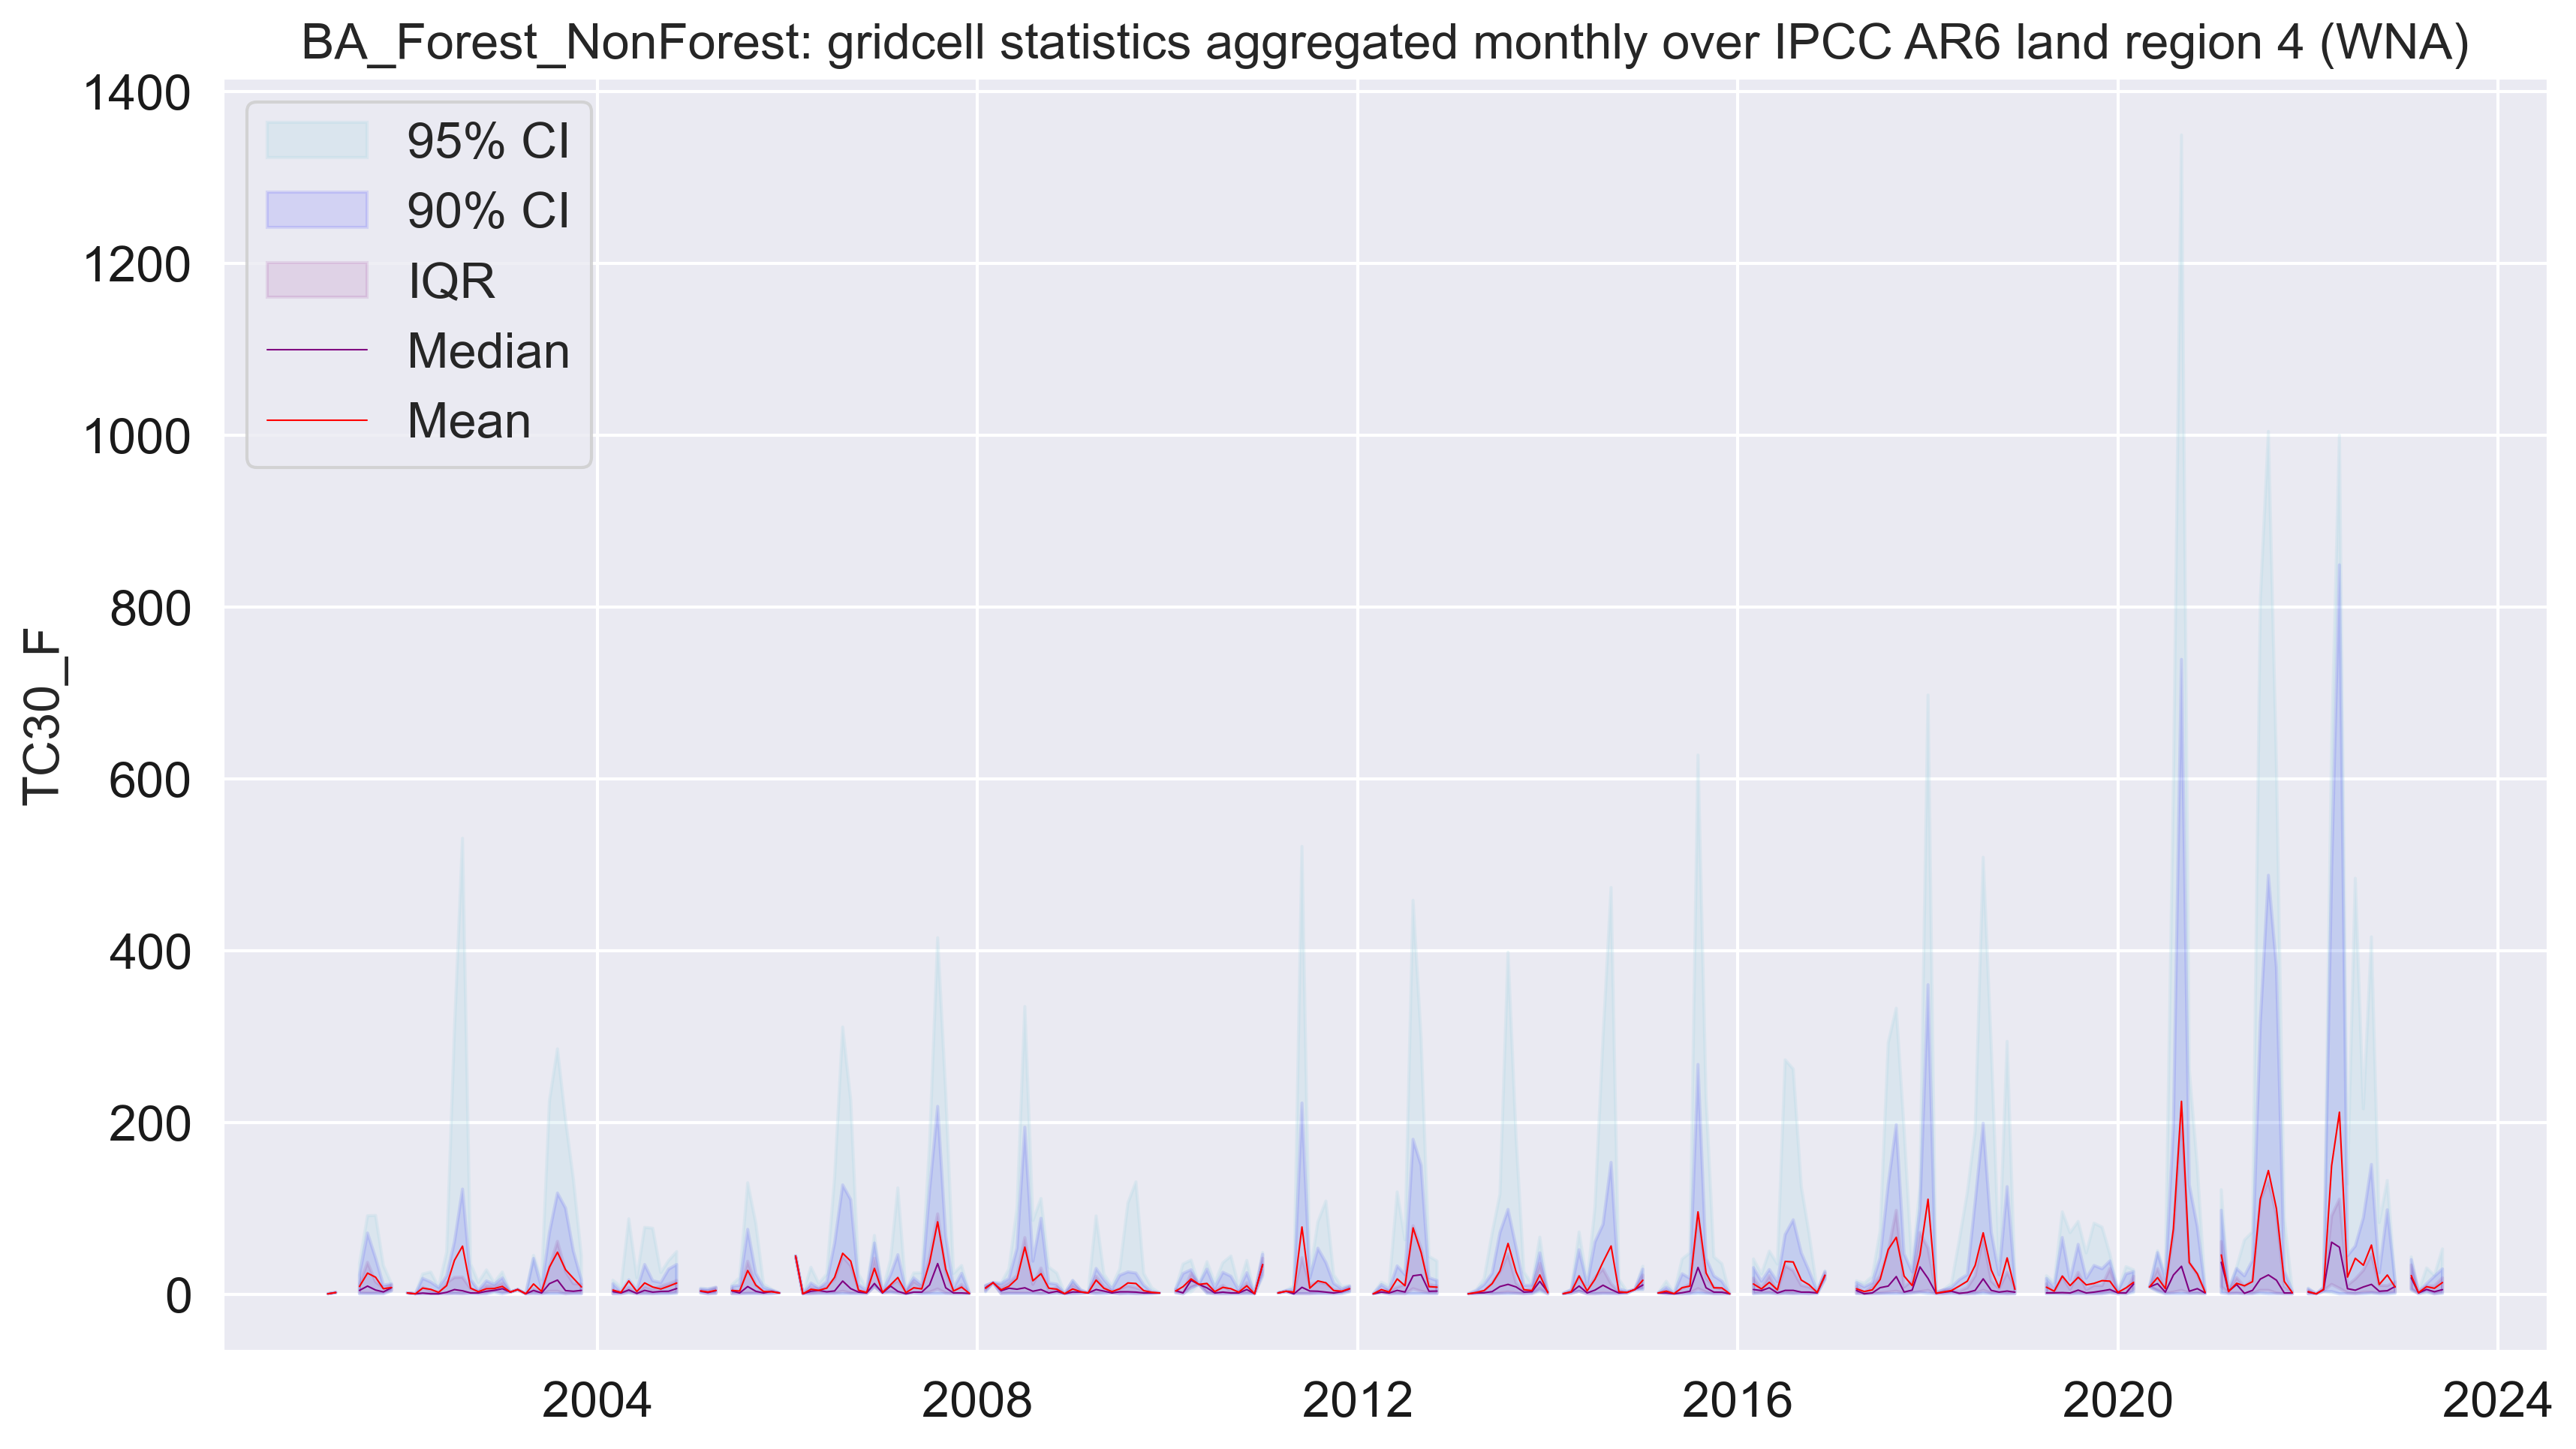 BA_Forest_NonForest: gridcell statistics aggregated monthly over IPCC AR6 land region 4 (WNA)
1400
1200
1000
800
600
400
200
0
TC30_F
95% CI
90% CI
IQR
Median
Mean
2004
2008
2012
2016
2020
2024